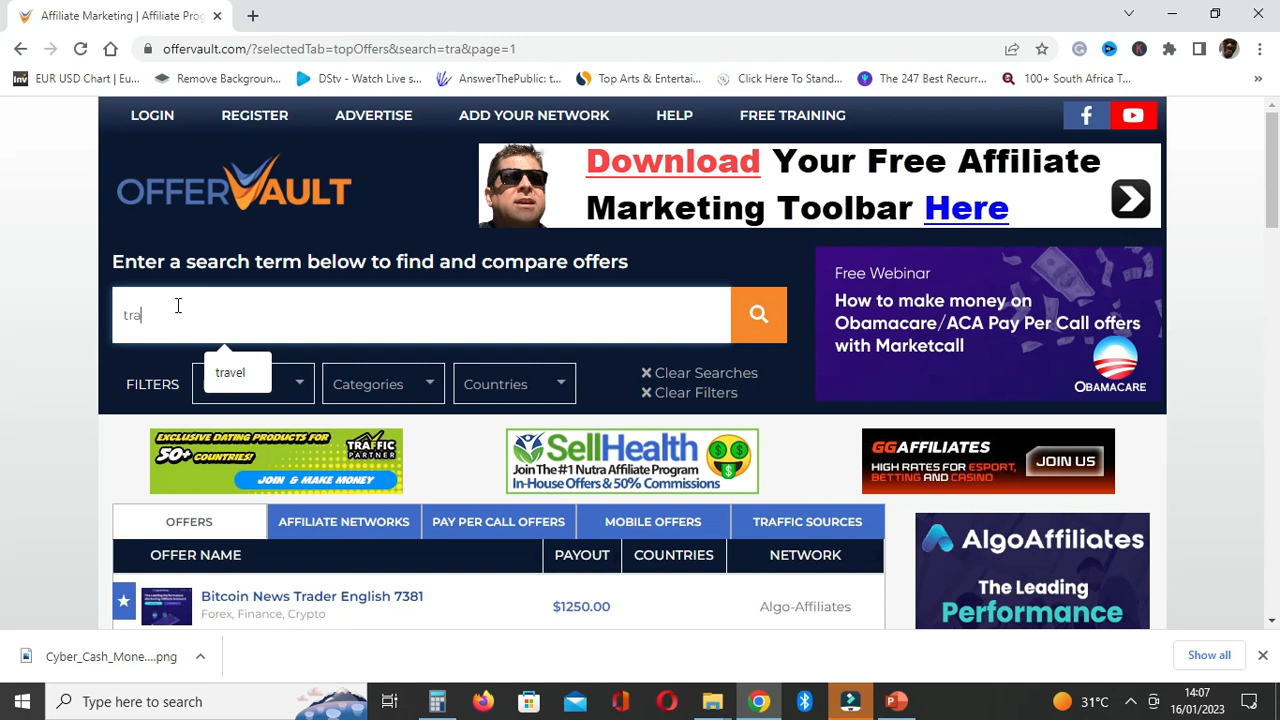 Affiliate Marketing | Affiliate Prog
offervault.com/?selectedTab=topOffers&search=tra&page=1
EUR USD Chart | Eu...
Remove Backgroun...
DStv - Watch Live s...
AnswerThePublic: t...
Top Arts & Entertai...
Click Here To Stand...
The 247 Best Recurr...
100+ South Africa T...
LOGIN
REGISTER
ADVERTISE
ADD YOUR NETWORK
HELP
FREE TRAINING
OFFERVAULT
Download Your Free Affiliate
Marketing Toolbar Here
Enter a search term below to find and compare offers
tra
travel
FILTERS
Categories
Countries
Clear Searches
Clear Filters
Free Webinar
How to make money on
Obamacare/ACA Pay Per Call offers
with Marketcall
OBAMACARE
EXCLUSIVE DATING PRODUCTS FOR
50+ COUNTRIES!
TRAFFIC
PARTNER
JOIN & MAKE MONEY
SellHealth
Join The #1 Nutra Affiliate Program
In-House Offers & 50% Commissions
GGAFFILIATES
HIGH RATES FOR ESPORT,
BETTING AND CASINO
JOIN US
OFFERS
AFFILIATE NETWORKS
PAY PER CALL OFFERS
MOBILE OFFERS
TRAFFIC SOURCES
OFFER NAME
PAYOUT
COUNTRIES
NETWORK
Bitcoin News Trader English 7381
Forex, Finance, Crypto
$1250.00
Algo-Affiliates
AlgoAffiliates
The Leading
Performance
Cyber_Cash_Mone....png
Show all
Type here to search
31°C
14:07
16/01/2023